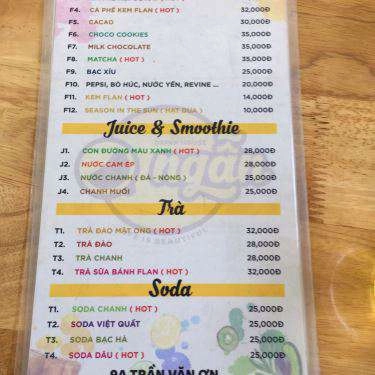 F4. CÀ PHÊ KEM FLAN ( HOT ) 32,000Đ
F5. CACAO 30,000Đ
F6. CHOCO COOKIES 35,000Đ
F7. MILK CHOCOLATE 35,000Đ
F8. MATCHA ( HOT ) 35,000Đ
F9. BẠC XỈU 25,000Đ
F10. PEPSI, BÒ HÚC, NƯỚC YẾN, REVINE ... 20,000Đ
F11. KEM FLAN ( HOT ) 14,000Đ
F12. SEASON IN THE SUN ( HẠT DƯA ) 10,000Đ
Juice & Smoothie
J1. CON ĐƯỜNG MÀU XANH ( HOT ) 28,000Đ
J2. NƯỚC CAM ÉP 28,000Đ
J3. NƯỚC CHANH ( ĐÁ - NÓNG ) 25,000Đ
J4. CHANH MUỐI 25,000Đ
Trà
T1. TRÀ ĐÀO MẬT ONG ( HOT ) 32,000Đ
T2. TRÀ ĐÀO 28,000Đ
T3. TRÀ CHANH 28,000Đ
T4. TRÀ SỮA BÁNH FLAN ( HOT ) 32,000Đ
Soda
T1. SODA CHANH ( HOT ) 25,000Đ
T2. SODA VIỆT QUẤT 25,000Đ
T3. SODA BẠC HÀ 25,000Đ
T4. SODA DÂU ( HOT ) 25,000Đ
9A TRẦN VĂN ƠN